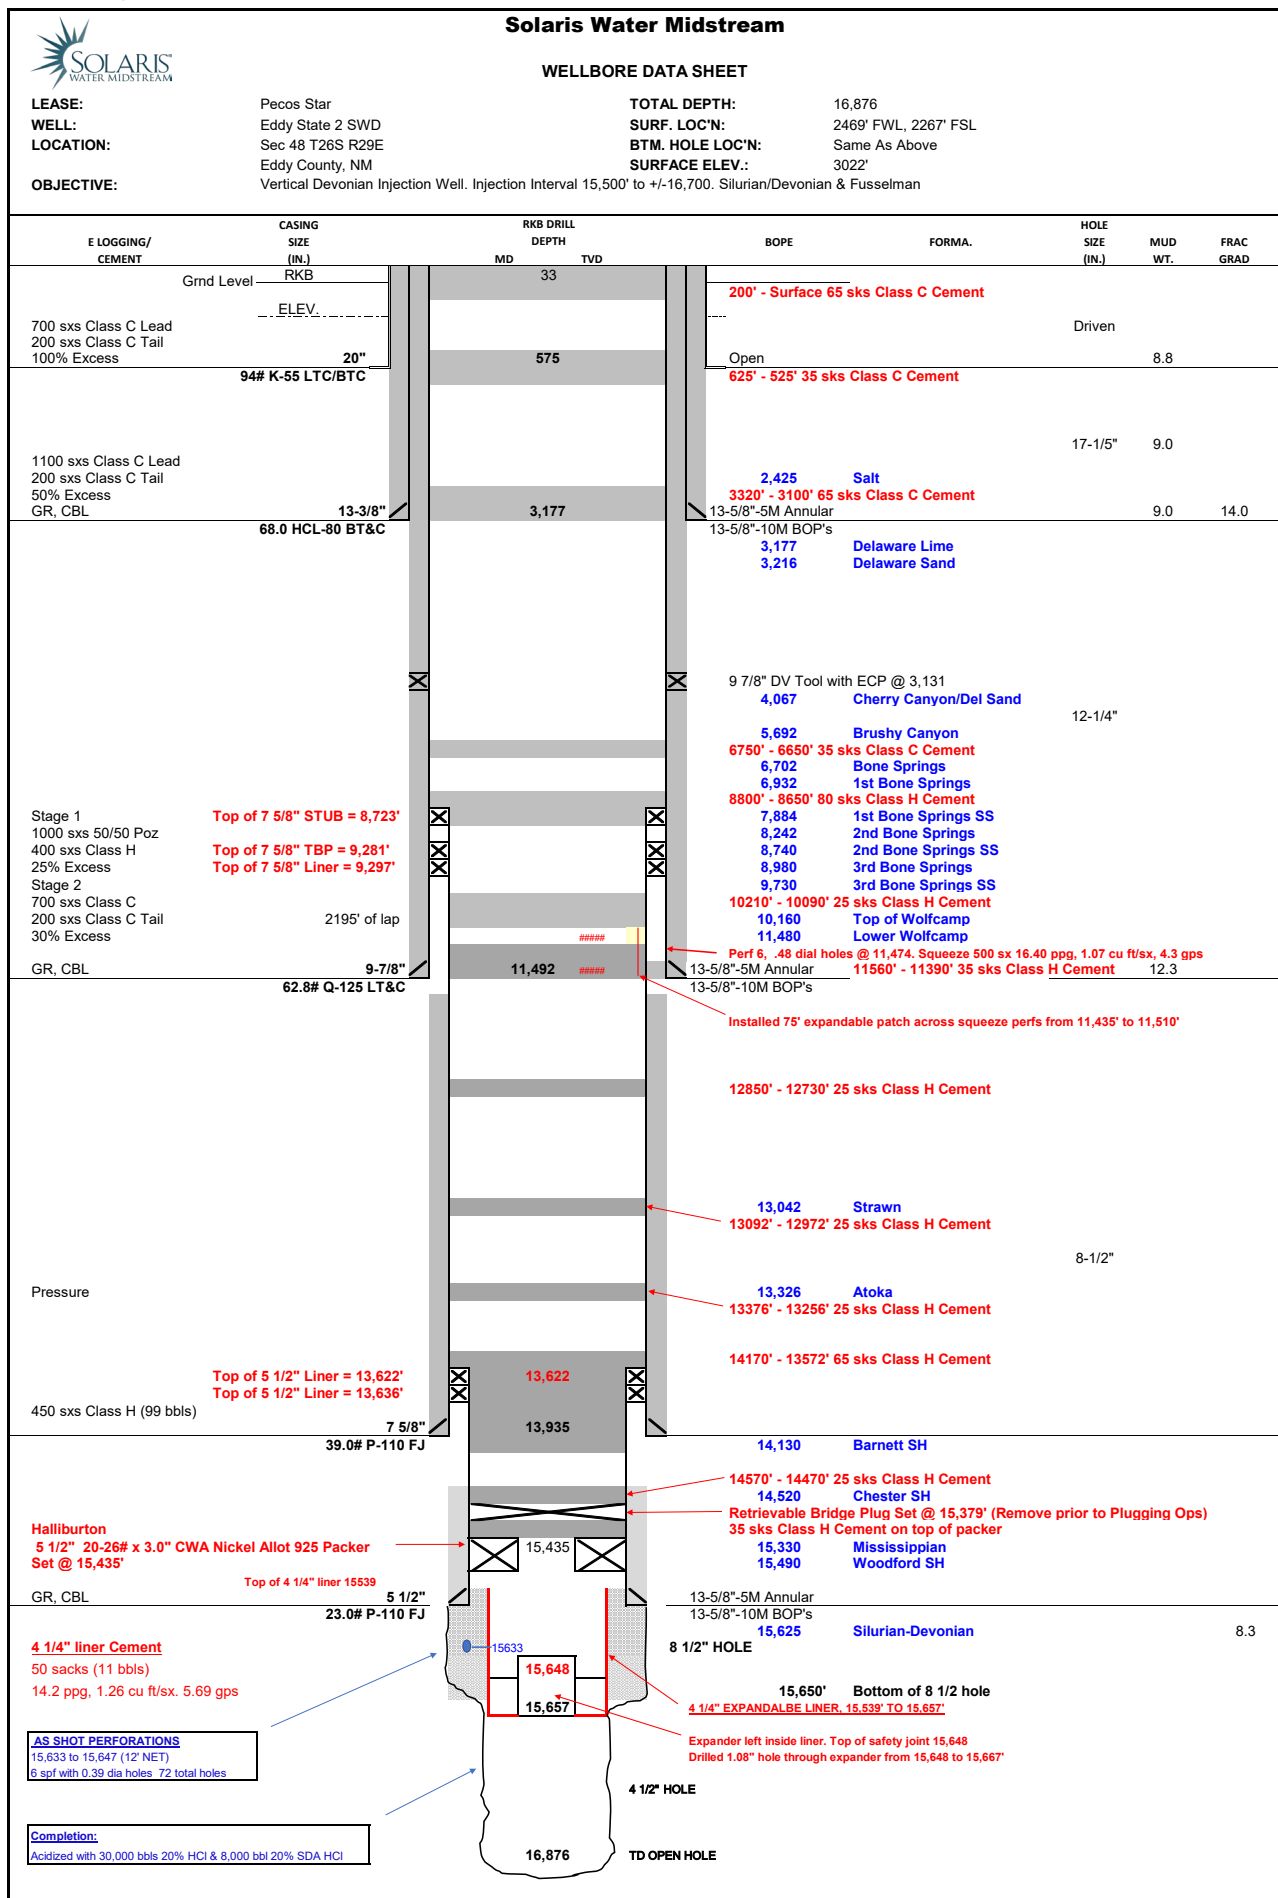 Solaris Water Midstream
SOLARIS
WATER MIDSTREAM
WELLBORE DATA SHEET
LEASE: Pecos Star TOTAL DEPTH: 16,876
WELL: Eddy State 2 SWD SURF. LOC'N: 2469' FWL, 2267' FSL
LOCATION: Sec 48 T26S R29E BTM. HOLE LOC'N: Same As Above
Eddy County, NM SURFACE ELEV.: 3022'
OBJECTIVE: Vertical Devonian Injection Well. Injection Interval 15,500' to +/-16,700. Silurian/Devonian & Fusselman
CASING RKB DRILL HOLE
E LOGGING/ SIZE DEPTH BOPE FORMA. SIZE MUD FRAC
CEMENT (IN.) MD TVD (IN.) WT. GRAD
Grnd Level RKB 33
200' - Surface 65 sks Class C Cement
ELEV.
700 sxs Class C Lead Driven
200 sxs Class C Tail
100% Excess 20" 575 Open 8.8
94# K-55 LTC/BTC 625' - 525' 35 sks Class C Cement
17-1/5" 9.0
1100 sxs Class C Lead
200 sxs Class C Tail 2,425 Salt
50% Excess 3320' - 3100' 65 sks Class C Cement
GR, CBL 13-3/8" 3,177 13-5/8"-5M Annular 9.0 14.0
68.0 HCL-80 BT&C 13-5/8"-10M BOP's
3,177 Delaware Lime
3,216 Delaware Sand
9 7/8" DV Tool with ECP @ 3,131
4,067 Cherry Canyon/Del Sand
12-1/4"
5,692 Brushy Canyon
6750' - 6650' 35 sks Class C Cement
6,702 Bone Springs
6,932 1st Bone Springs
8800' - 8650' 80 sks Class H Cement
Stage 1 Top of 7 5/8" STUB = 8,723' 7,884 1st Bone Springs SS
1000 sxs 50/50 Poz 8,242 2nd Bone Springs
400 sxs Class H Top of 7 5/8" TBP = 9,281' 8,740 2nd Bone Springs SS
25% Excess Top of 7 5/8" Liner = 9,297' 8,980 3rd Bone Springs
Stage 2 9,730 3rd Bone Springs SS
700 sxs Class C 10210' - 10090' 25 sks Class H Cement
200 sxs Class C Tail 2195' of lap 10,160 Top of Wolfcamp
30% Excess ##### 11,480 Lower Wolfcamp
Perf 6, .48 dial holes @ 11,474. Squeeze 500 sx 16.40 ppg, 1.07 cu ft/sx, 4.3 gps
GR, CBL 9-7/8" 11,492 ##### 13-5/8"-5M Annular 11560' - 11390' 35 sks Class H Cement 12.3
62.8# Q-125 LT&C 13-5/8"-10M BOP's
Installed 75' expandable patch across squeeze perfs from 11,435' to 11,510'
12850' - 12730' 25 sks Class H Cement
13,042 Strawn
13092' - 12972' 25 sks Class H Cement
8-1/2"
Pressure 13,326 Atoka
13376' - 13256' 25 sks Class H Cement
14170' - 13572' 65 sks Class H Cement
Top of 5 1/2" Liner = 13,622' 13,622
Top of 5 1/2" Liner = 13,636'
450 sxs Class H (99 bbls)
7 5/8" 13,935
39.0# P-110 FJ 14,130 Barnett SH
14570' - 14470' 25 sks Class H Cement
14,520 Chester SH
Retrievable Bridge Plug Set @ 15,379' (Remove prior to Plugging Ops)
Halliburton 35 sks Class H Cement on top of packer
5 1/2" 20-26# x 3.0" CWA Nickel Allot 925 Packer 15,435 15,330 Mississippian
Set @ 15,435' 15,490 Woodford SH
Top of 4 1/4" liner 15539
GR, CBL 5 1/2" 13-5/8"-5M Annular
23.0# P-110 FJ 13-5/8"-10M BOP's
15,625 Silurian-Devonian 8.3
4 1/4" liner Cement 15633 8 1/2" HOLE
50 sacks (11 bbls) 15,648
14.2 ppg, 1.26 cu ft/sx. 5.69 gps 15,650' Bottom of 8 1/2 hole
15,657 4 1/4" EXPANDALBE LINER, 15,539' TO 15,657'
AS SHOT PERFORATIONS Expander left inside liner. Top of safety joint 15,648
15,633 to 15,647 (12' NET) Drilled 1.08" hole through expander from 15,648 to 15,667'
6 spf with 0.39 dia holes 72 total holes
4 1/2" HOLE
Completion:
Acidized with 30,000 bbls 20% HCl & 8,000 bbl 20% SDA HCl 16,876 TD OPEN HOLE